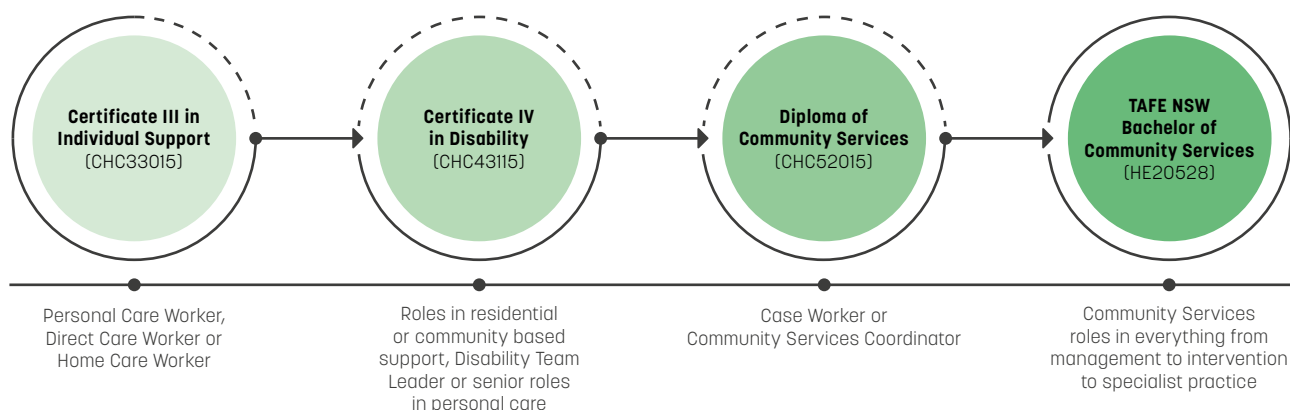 Certificate III in
Individual Support
(CHC33015)
Certificate IV
in Disability
(CHC43115)
Diploma of
Community Services
(CHC52015)
TAFE NSW
Bachelor of
Community Services
(HE20528)
Personal Care Worker,
Direct Care Worker or
Home Care Worker
Roles in residential
or community based
support, Disability Team
Leader or senior roles
in personal care
Case Worker or
Community Services Coordinator
Community Services
roles in everything from
management to intervention
to specialist practice